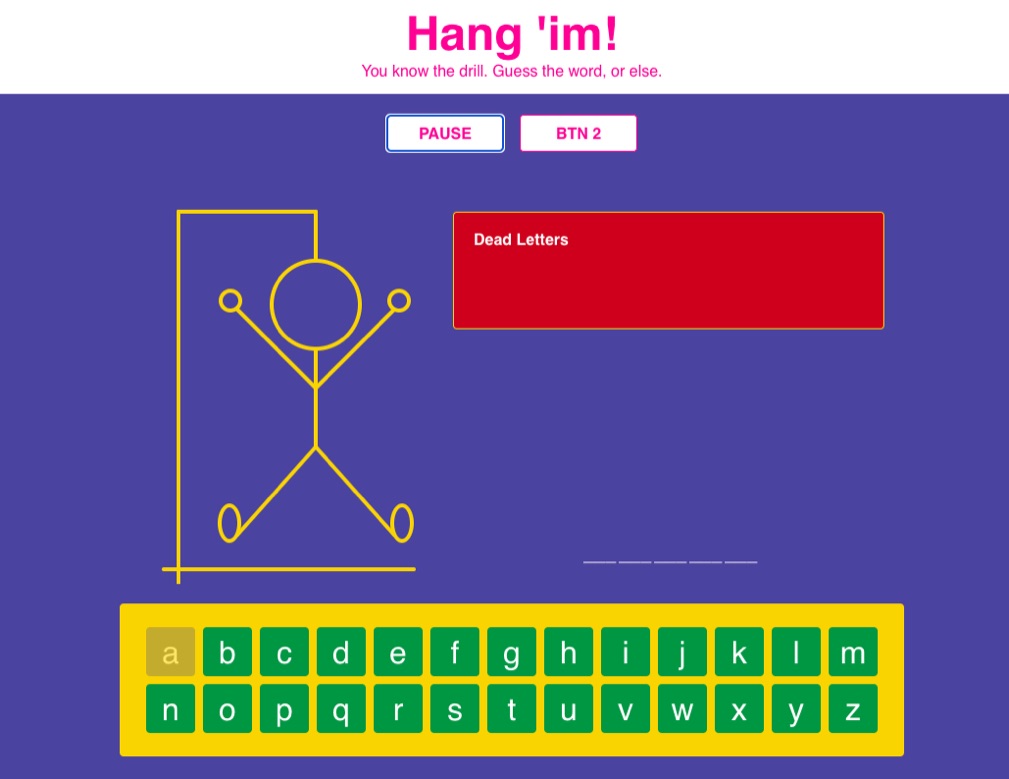 Hang 'im!
You know the drill. Guess the word, or else.
PAUSE BTN 2
Dead Letters
a b c d e f g h i j k l m
n o p q r s t u v w x y z